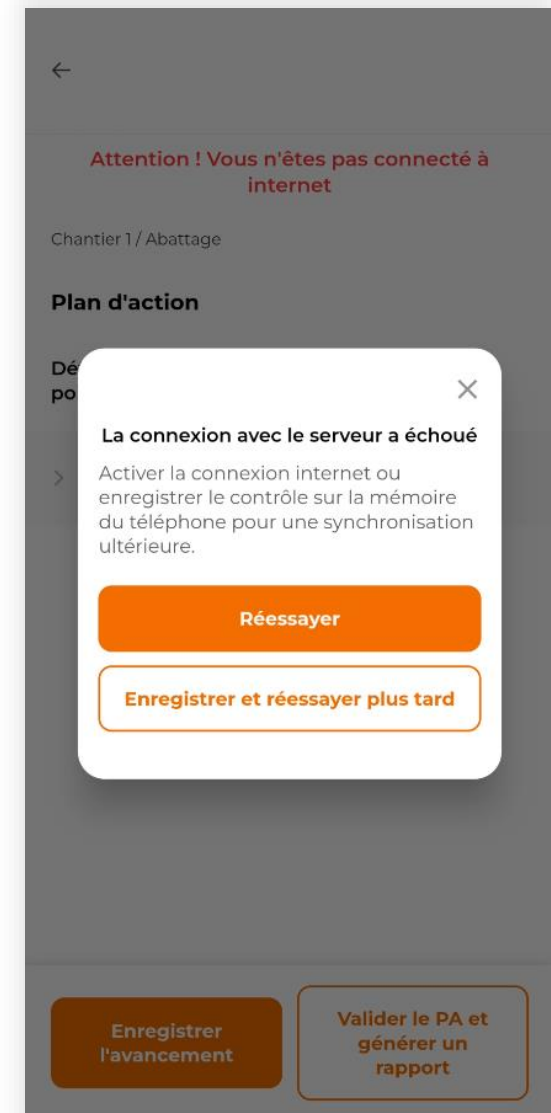 Attention ! Vous n'êtes pas connecté à
internet
Chantier 1 / Abattage
Plan d'action
La connexion avec le serveur a échoué
Activer la connexion internet ou
enregistrer le contrôle sur la mémoire
du téléphone pour une synchronisation
ultérieure.
Réessayer
Enregistrer et réessayer plus tard
Enregistrer
l'avancement
Valider le PA et
générer un
rapport